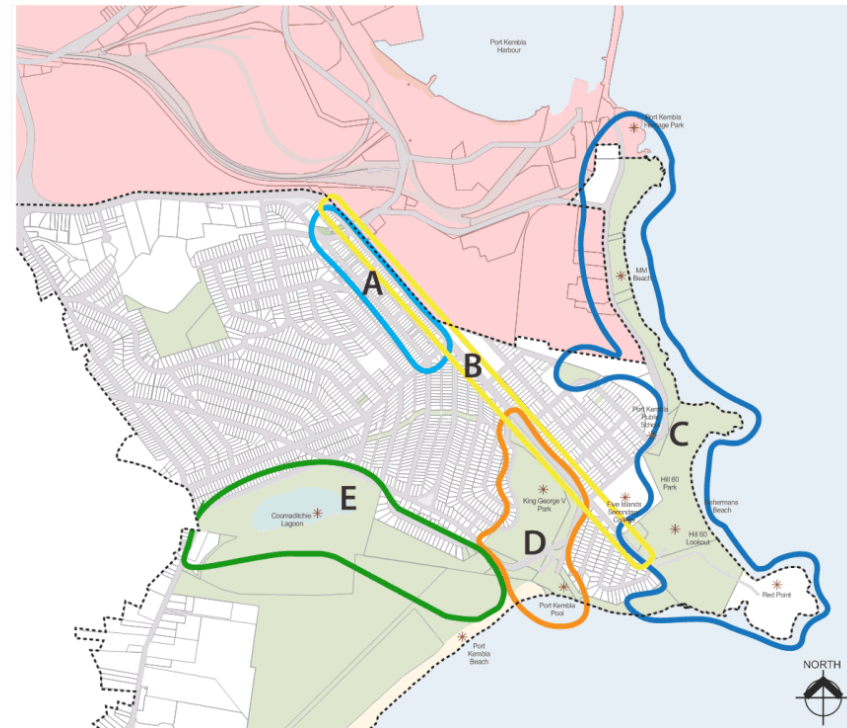 Port Kembla
Harbour
Port Kembla
Heritage Park
MM
Beach
A
B
Port Kembla
Public
School
C
Hill 60
Park
Fishermans
Beach
E
King George V
Park
Five Islands
Secondary
College
Coomaditchie
Lagoon
Hill 60
Lookout
D
Port Kembla
Pool
Red Point
Port
Kembla
Beach
NORTH